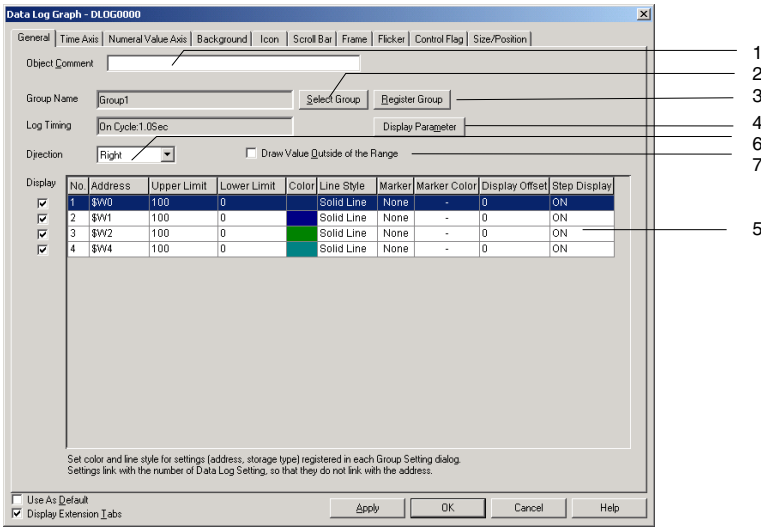 Data Log Graph - DLOG0000
General Time Axis Numeral Value Axis Background Icon Scroll Bar Frame Flicker Control Flag Size/Position
Object Comment 1
2
Group Name Group1 Select Group Register Group 3
Log Timing On Cycle:1.0Sec Display Parameter 4
6
Direction Right Draw Value Outside of the Range 7
Display No. Address Upper Limit Lower Limit Color Line Style Marker Marker Color Display Offset Step Display
1 $W0 100 0 Solid Line None - 0 ON
2 $W1 100 0 Solid Line None - 0 ON
3 $W2 100 0 Solid Line None - 0 ON 5
4 $W4 100 0 Solid Line None - 0 ON
Set color and line style for settings (address, storage type) registered in each Group Setting dialog.
Settings link with the number of Data Log Setting, so that they do not link with the address.
Use As Default
Display Extension Tabs Apply OK Cancel Help